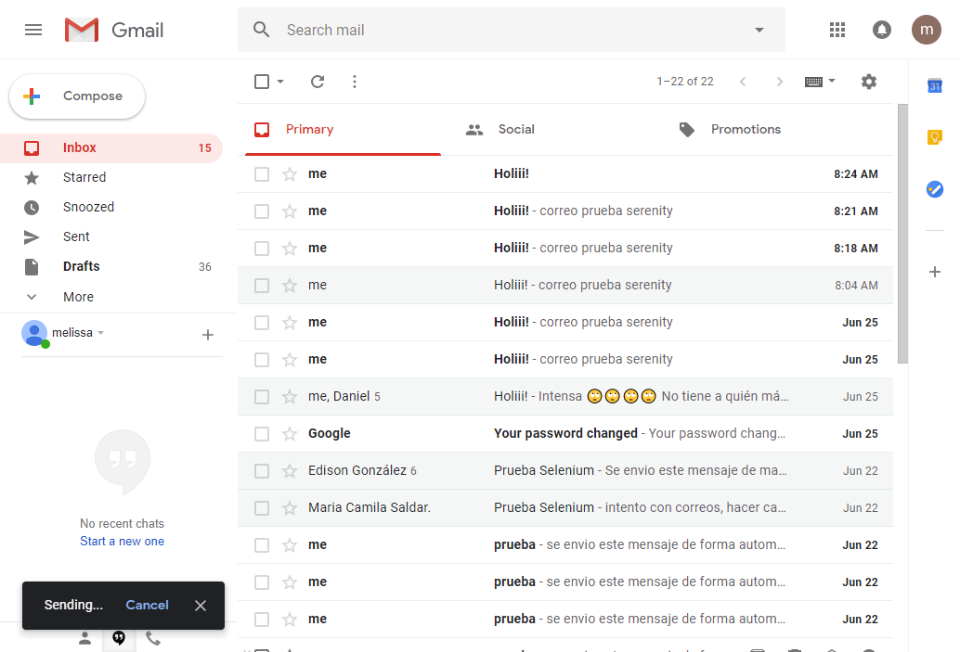 Gmail
Search mail
m
Compose
1–22 of 22
31
Primary
Social
Promotions
Inbox 15
Starred
Snoozed
Sent
Drafts 36
More
melissa
No recent chats
Start a new one
Sending... Cancel
me Holiii! 8:24 AM
me Holiii! - correo prueba serenity 8:21 AM
me Holiii! - correo prueba serenity 8:18 AM
me Holiii! - correo prueba serenity 8:04 AM
me Holiii! - correo prueba serenity Jun 25
me Holiii! - correo prueba serenity Jun 25
me, Daniel 5 Holiii! - Intensa 🙄🙄🙄🙄 No tiene a quién má... Jun 25
Google Your password changed - Your password chang... Jun 25
Edison González 6 Prueba Selenium - Se envio este mensaje de ma... Jun 22
Maria Camila Saldar. Prueba Selenium - intento con correos, hacer ca... Jun 22
me prueba - se envio este mensaje de forma autom... Jun 22
me prueba - se envio este mensaje de forma autom... Jun 22
me prueba - se envio este mensaje de forma autom... Jun 22